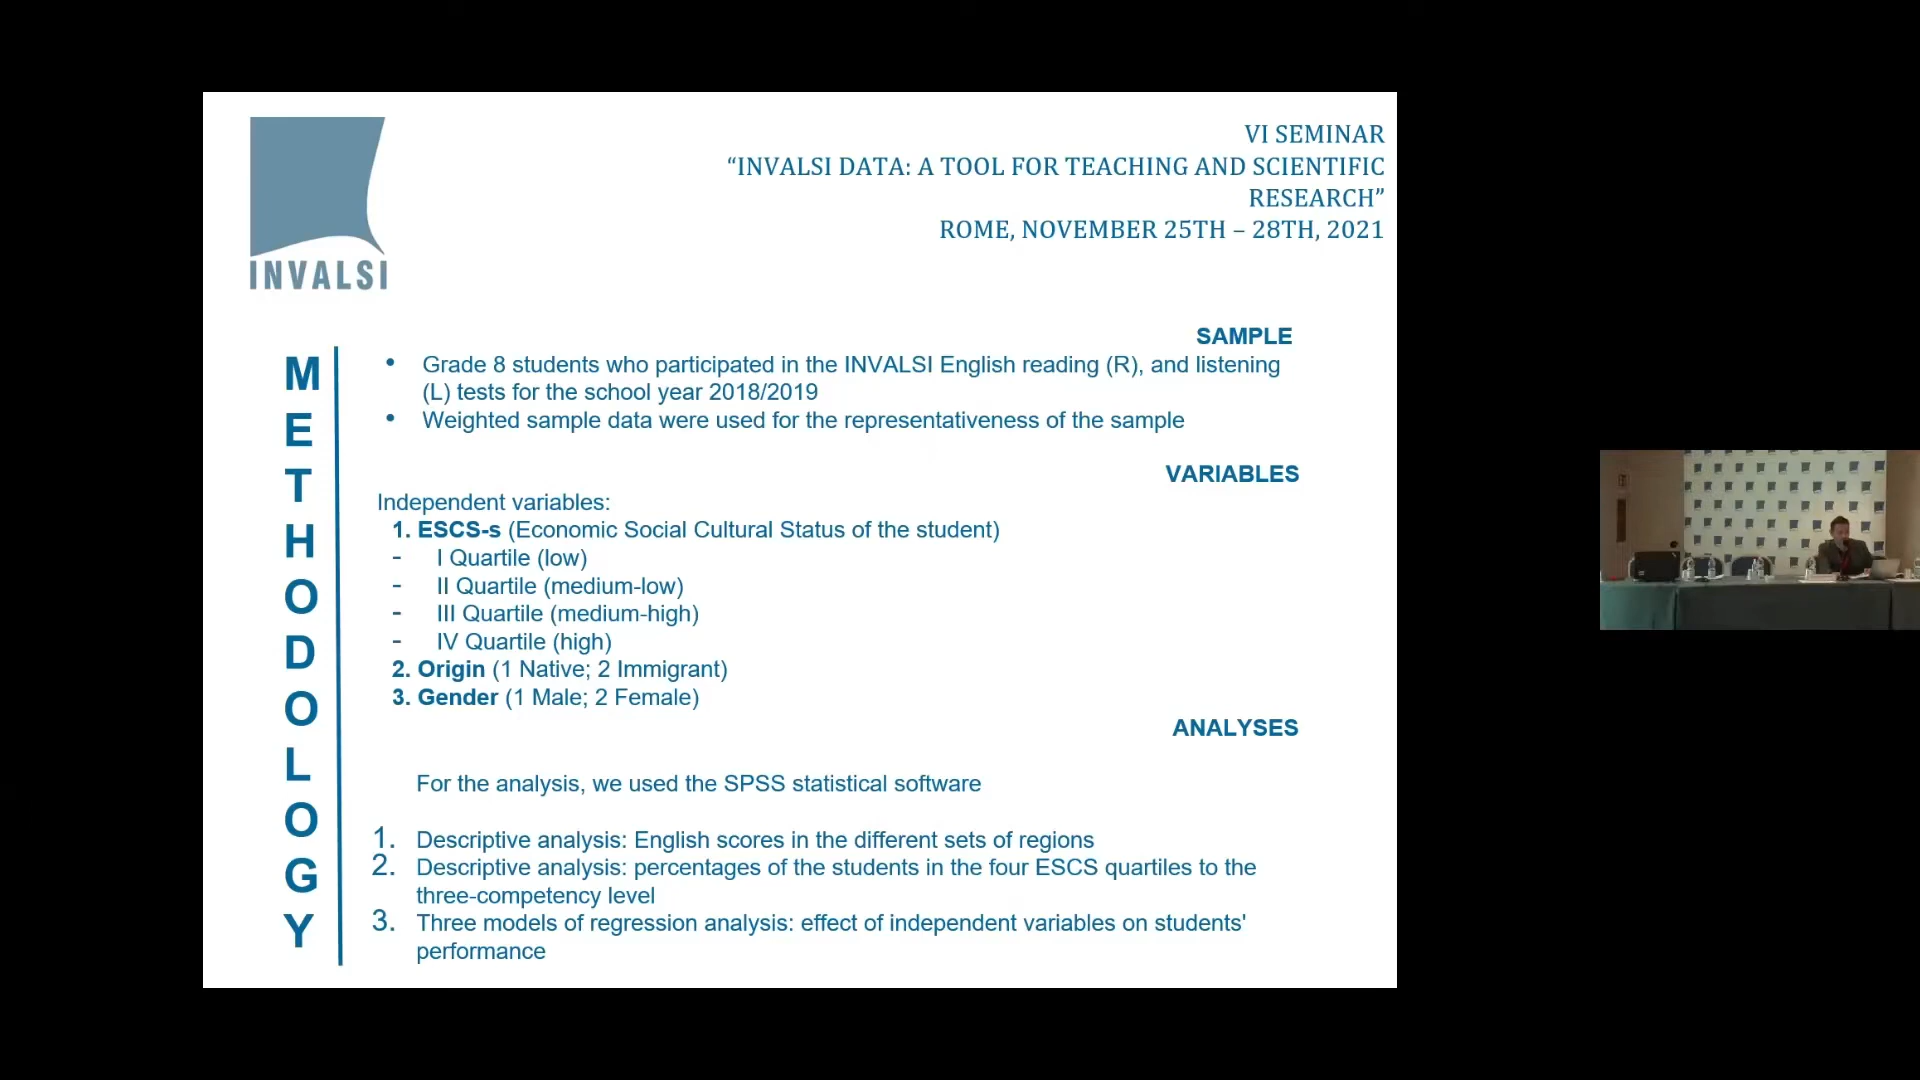 INVALSI
VI SEMINAR
“INVALSI DATA: A TOOL FOR TEACHING AND SCIENTIFIC
RESEARCH”
ROME, NOVEMBER 25TH – 28TH, 2021
METHODOLOGY
SAMPLE
• Grade 8 students who participated in the INVALSI English reading (R), and listening
(L) tests for the school year 2018/2019
• Weighted sample data were used for the representativeness of the sample
VARIABLES
Independent variables:
1. ESCS-s (Economic Social Cultural Status of the student)
- I Quartile (low)
- II Quartile (medium-low)
- III Quartile (medium-high)
- IV Quartile (high)
2. Origin (1 Native; 2 Immigrant)
3. Gender (1 Male; 2 Female)
ANALYSES
For the analysis, we used the SPSS statistical software
1. Descriptive analysis: English scores in the different sets of regions
2. Descriptive analysis: percentages of the students in the four ESCS quartiles to the
three-competency level
3. Three models of regression analysis: effect of independent variables on students'
performance